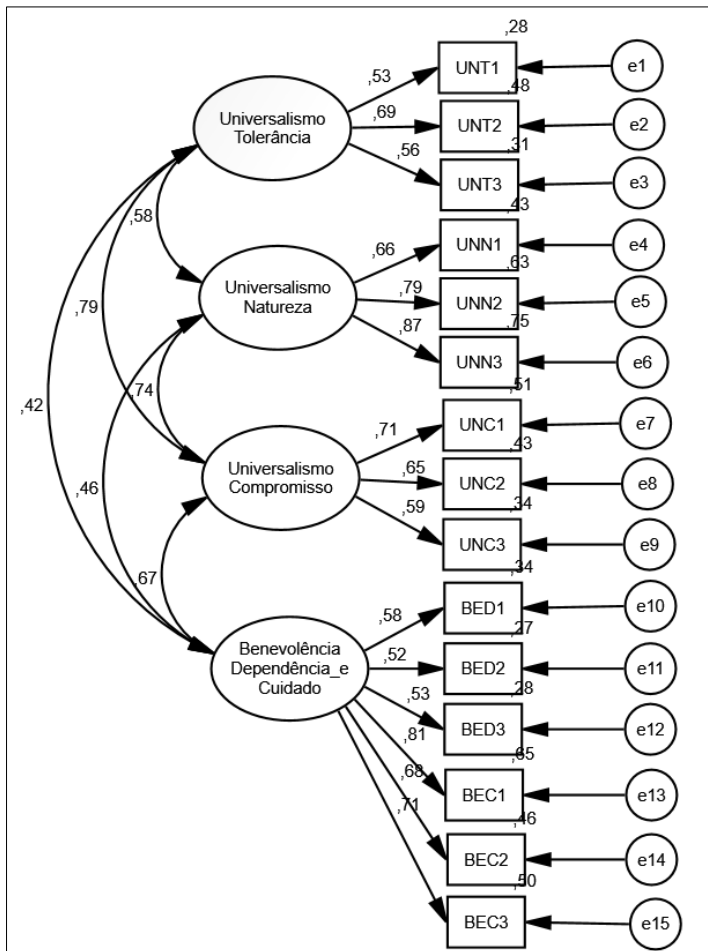 ,28
,53
UNT1
e1
Universalismo
Tolerância
,48
,69
UNT2
e2
,31
,56
UNT3
e3
,58
,43
,66
UNN1
e4
Universalismo
Natureza
,63
,79
UNN2
e5
,79
,75
,87
UNN3
e6
,74
,42
,51
,71
UNC1
e7
Universalismo
Compromisso
,43
,65
UNC2
e8
,46
,34
,59
UNC3
e9
,67
,34
,58
BED1
e10
Benevolência
Dependência_e
Cuidado
,27
,52
BED2
e11
,28
,53
BED3
e12
,65
,81
BEC1
e13
,46
,68
BEC2
e14
,50
,71
BEC3
e15